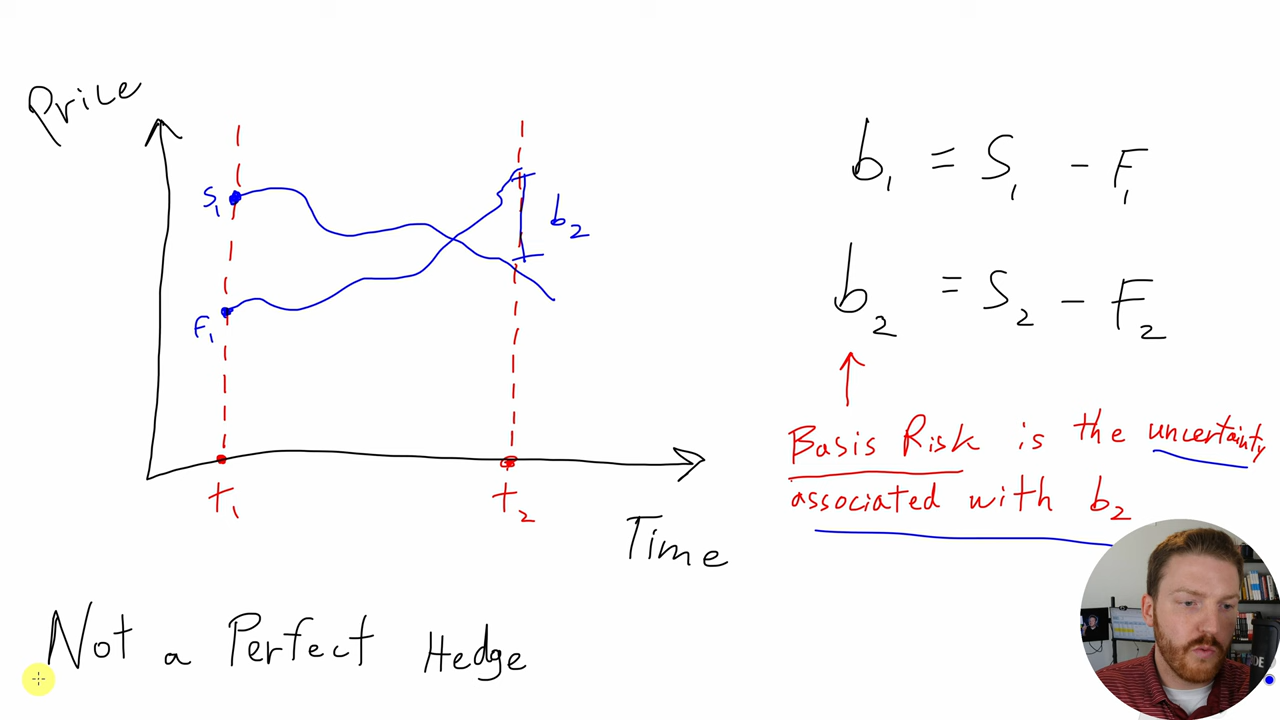 Price
S₁
F₁
b₂
t₁
t₂
Time
Not a Perfect Hedge
b₁ = S₁ - F₁
b₂ = S₂ - F₂
Basis Risk is the uncertainty
associated with b₂